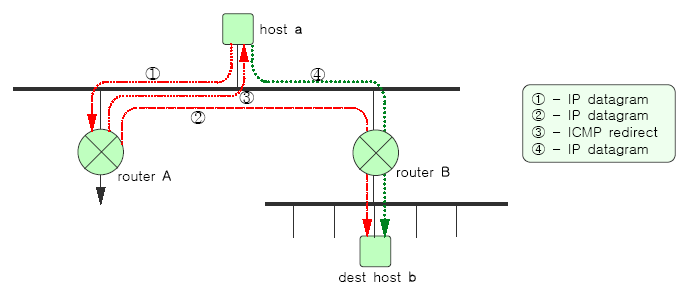 host a
①
④
③
②
① – IP datagram
② – IP datagram
③ – ICMP redirect
④ – IP datagram
router A
router B
dest host b